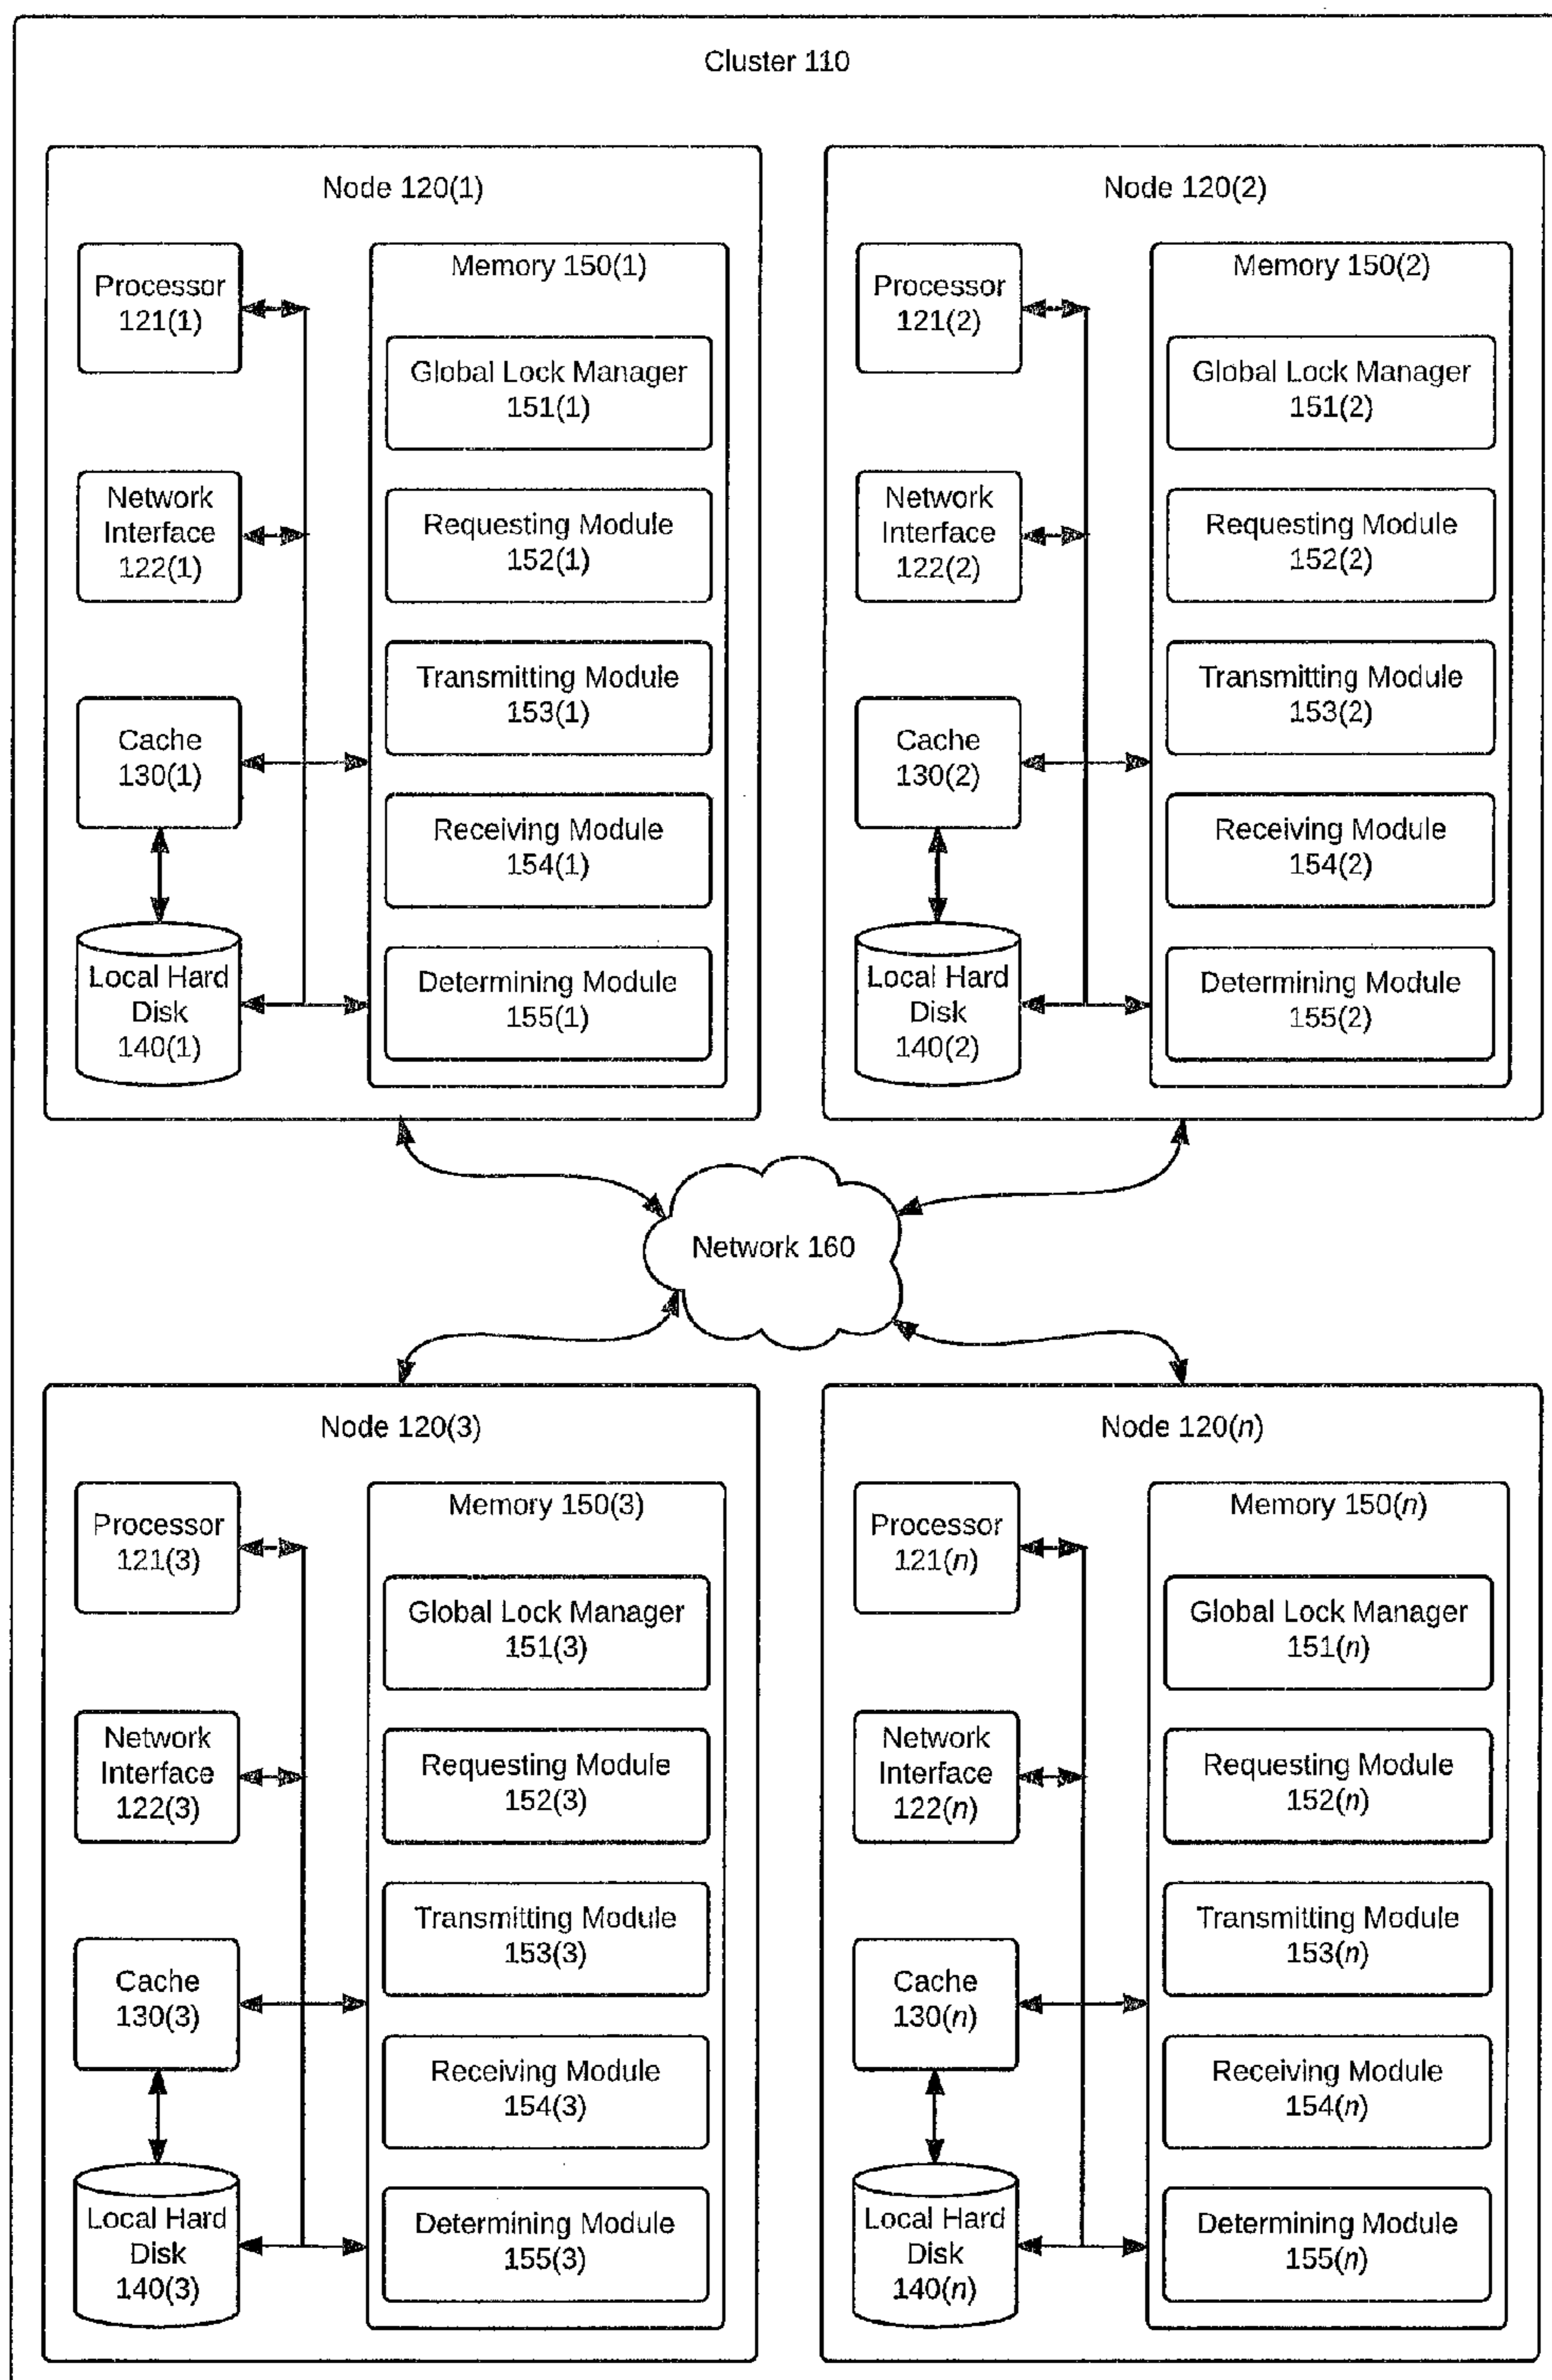 Cluster 110
Node 120(1)
Processor
121(1)
Network
Interface
122(1)
Cache
130(1)
Local Hard
Disk
140(1)
Memory 150(1)
Global Lock Manager
151(1)
Requesting Module
152(1)
Transmitting Module
153(1)
Receiving Module
154(1)
Determining Module
155(1)
Node 120(2)
Processor
121(2)
Network
Interface
122(2)
Cache
130(2)
Local Hard
Disk
140(2)
Memory 150(2)
Global Lock Manager
151(2)
Requesting Module
152(2)
Transmitting Module
153(2)
Receiving Module
154(2)
Determining Module
155(2)
Network 160
Node 120(3)
Processor
121(3)
Network
Interface
122(3)
Cache
130(3)
Local Hard
Disk
140(3)
Memory 150(3)
Global Lock Manager
151(3)
Requesting Module
152(3)
Transmitting Module
153(3)
Receiving Module
154(3)
Determining Module
155(3)
Node 120(n)
Processor
121(n)
Network
Interface
122(n)
Cache
130(n)
Local Hard
Disk
140(n)
Memory 150(n)
Global Lock Manager
151(n)
Requesting Module
152(n)
Transmitting Module
153(n)
Receiving Module
154(n)
Determining Module
155(n)